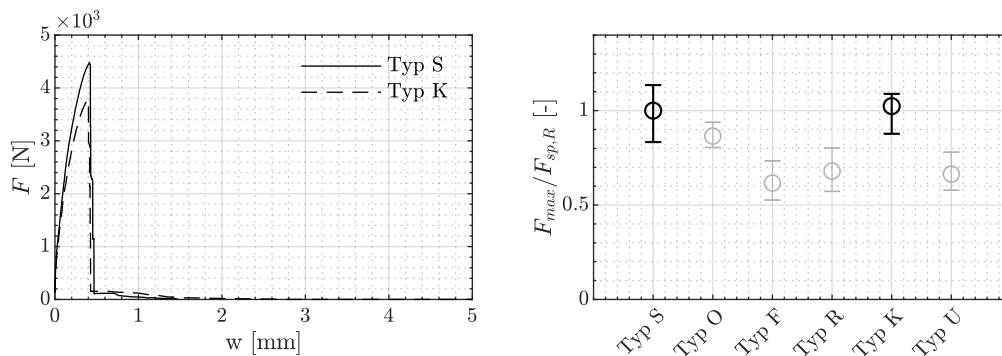 ×10³
5
4
3
2
1
0
F [N]
0 1 2 3 4 5
w [mm]
Typ S
Typ K
1
0.5
0
F_max/F_sp,R [-]
Typ S Typ O Typ F Typ R Typ K Typ U